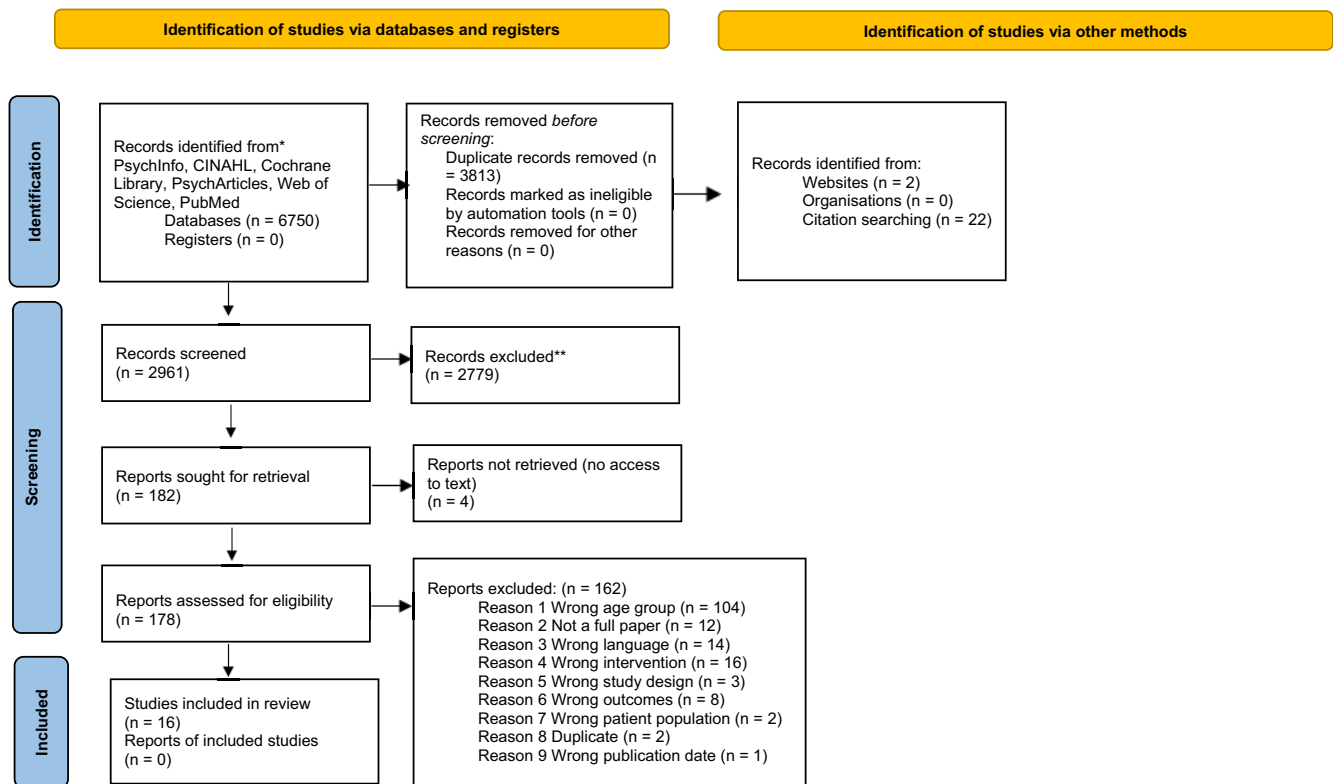 Identification of studies via databases and registers
Identification of studies via other methods
Identification
Records identified from*
PsychInfo, CINAHL, Cochrane
Library, PsychArticles, Web of
Science, PubMed
Databases (n = 6750)
Registers (n = 0)
Records removed before
screening:
Duplicate records removed (n
= 3813)
Records marked as ineligible
by automation tools (n = 0)
Records removed for other
reasons (n = 0)
Records identified from:
Websites (n = 2)
Organisations (n = 0)
Citation searching (n = 22)
Screening
Records screened
(n = 2961)
Records excluded**
(n = 2779)
Reports sought for retrieval
(n = 182)
Reports not retrieved (no access
to text)
(n = 4)
Reports assessed for eligibility
(n = 178)
Reports excluded: (n = 162)
Reason 1 Wrong age group (n = 104)
Reason 2 Not a full paper (n = 12)
Reason 3 Wrong language (n = 14)
Reason 4 Wrong intervention (n = 16)
Reason 5 Wrong study design (n = 3)
Reason 6 Wrong outcomes (n = 8)
Reason 7 Wrong patient population (n = 2)
Reason 8 Duplicate (n = 2)
Reason 9 Wrong publication date (n = 1)
Included
Studies included in review
(n = 16)
Reports of included studies
(n = 0)